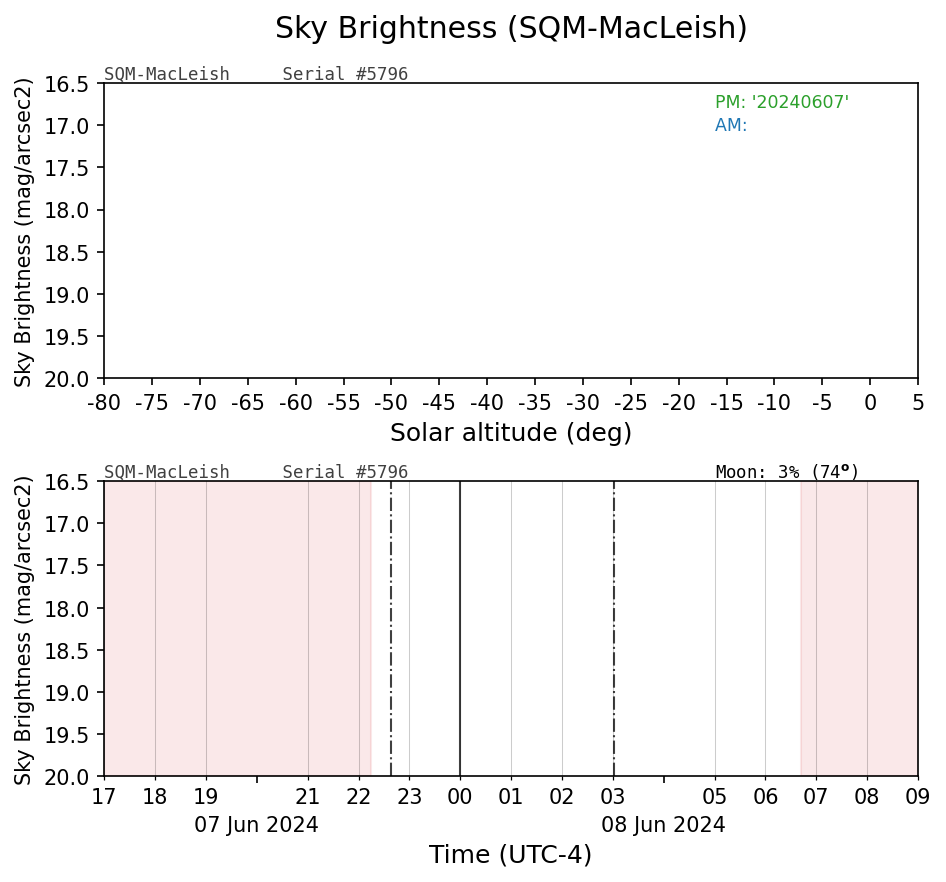 Sky Brightness (SQM-MacLeish)
SQM-MacLeish Serial #5796
PM: '20240607'
AM:
Sky Brightness (mag/arcsec2)
16.5
17.0
17.5
18.0
18.5
19.0
19.5
20.0
-80 -75 -70 -65 -60 -55 -50 -45 -40 -35 -30 -25 -20 -15 -10 -5 0 5
Solar altitude (deg)
SQM-MacLeish Serial #5796 Moon: 3% (74º)
Sky Brightness (mag/arcsec2)
16.5
17.0
17.5
18.0
18.5
19.0
19.5
20.0
17 18 19 21 22 23 00 01 02 03 05 06 07 08 09
07 Jun 2024 08 Jun 2024
Time (UTC-4)